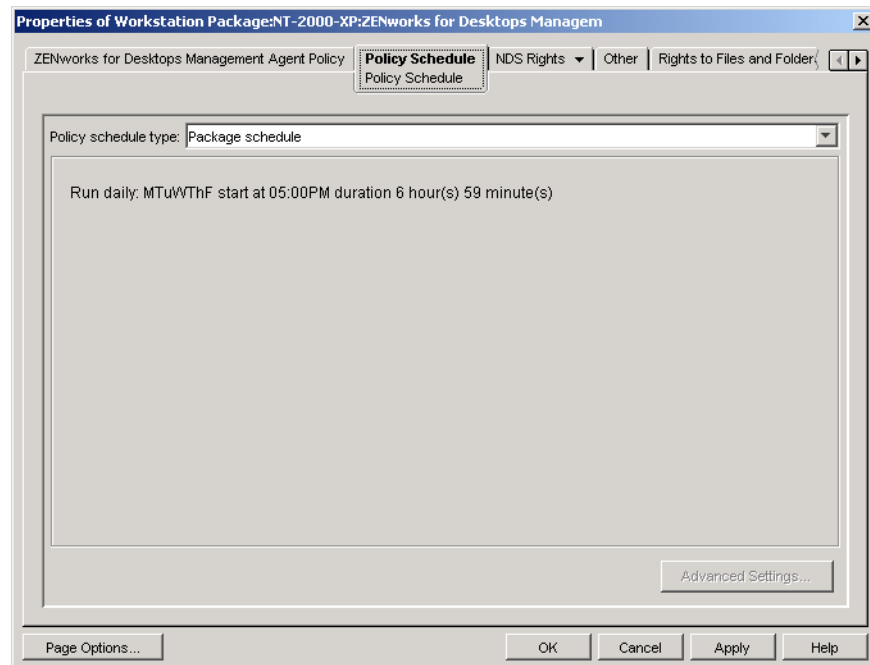 Properties of Workstation Package:NT-2000-XP:ZENworks for Desktops Managem
ZENworks for Desktops Management Agent Policy Policy Schedule NDS Rights Other Rights to Files and Folder
Policy Schedule
Policy schedule type: Package schedule
Run daily: MTuWThF start at 05:00PM duration 6 hour(s) 59 minute(s)
Advanced Settings...
Page Options... OK Cancel Apply Help